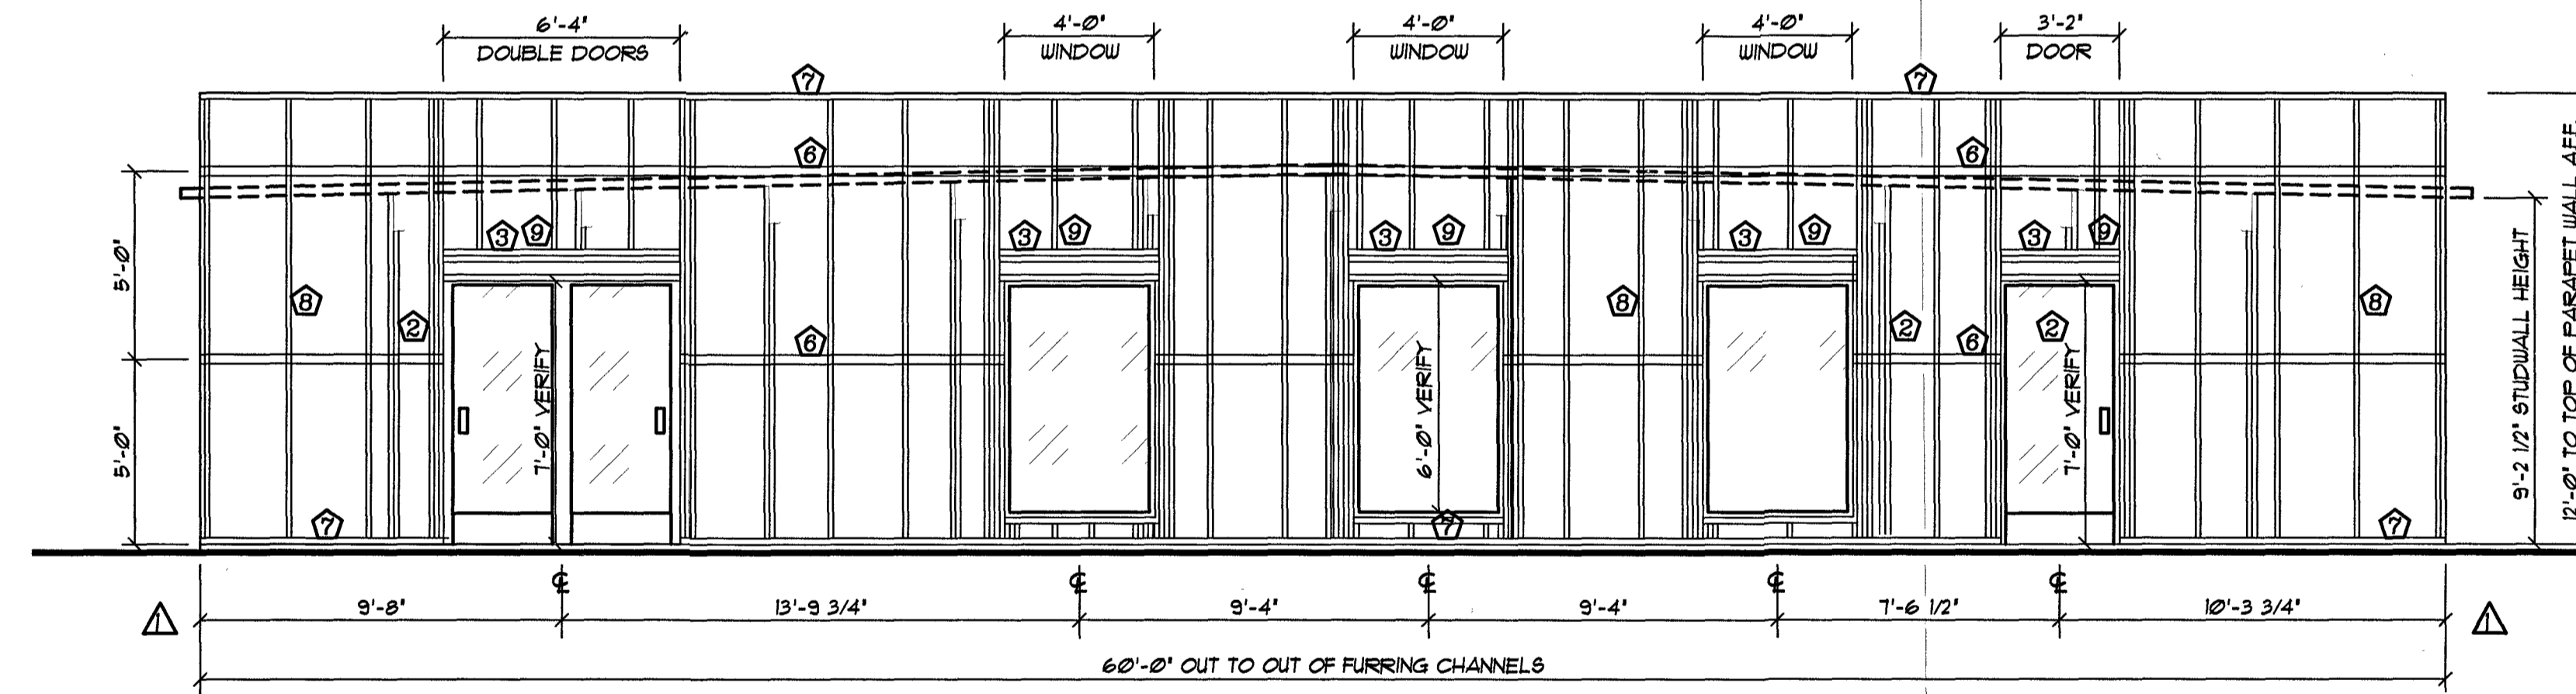 6'-4" 4'-0" 4'-0" 4'-0" 3'-2"
DOUBLE DOORS WINDOW WINDOW WINDOW DOOR
7 7
6 6
3 9 3 9 3 9 3 9 3 9
5'-0"
8 8 8
2 2 2
6 6
5'-0"
7'-0" VERIFY
6'-0" VERIFY
7'-0" VERIFY
9'-2 1/2" STUDWALL HEIGHT
12'-0" TO TOP OF PARAPET WALL AFF.
7 7 7
℄ ℄ ℄ ℄ ℄
1 9'-8" 13'-9 3/4" 9'-4" 9'-4" 7'-6 1/2" 10'-3 3/4" 1
60'-0" OUT TO OUT OF FURRING CHANNELS